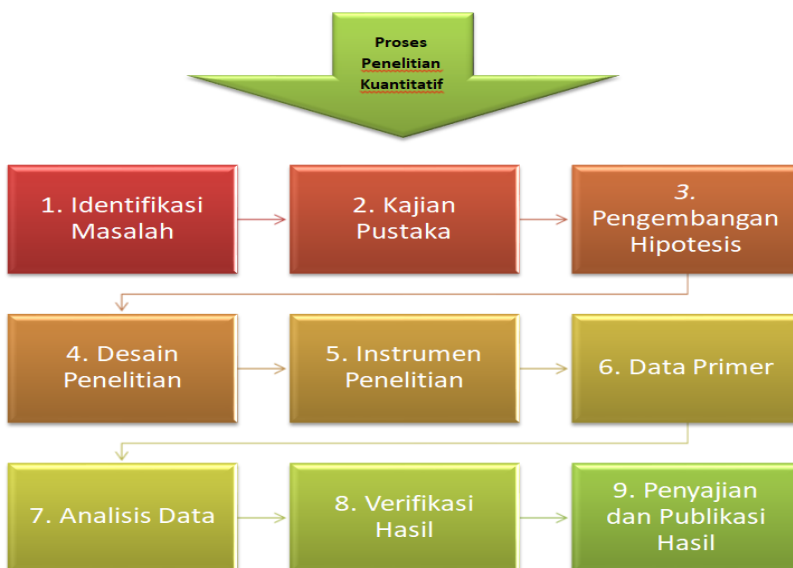 Proses
Penelitian
Kuantitatif
1. Identifikasi
Masalah
2. Kajian
Pustaka
3.
Pengembangan
Hipotesis
4. Desain
Penelitian
5. Instrumen
Penelitian
6. Data Primer
7. Analisis Data
8. Verifikasi
Hasil
9. Penyajian
dan Publikasi
Hasil